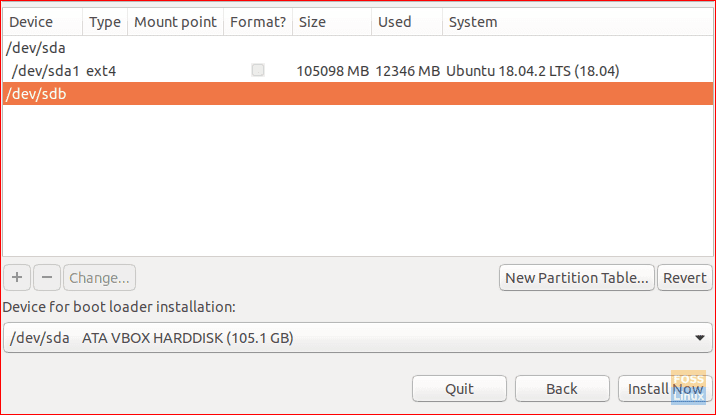 Device Type Mount point Format? Size Used System
/dev/sda
/dev/sda1 ext4 105098 MB 12346 MB Ubuntu 18.04.2 LTS (18.04)
/dev/sdb
+ − Change... New Partition Table... Revert
Device for boot loader installation:
/dev/sda ATA VBOX HARDDISK (105.1 GB)
Quit Back Install Now
FOSS
Linux